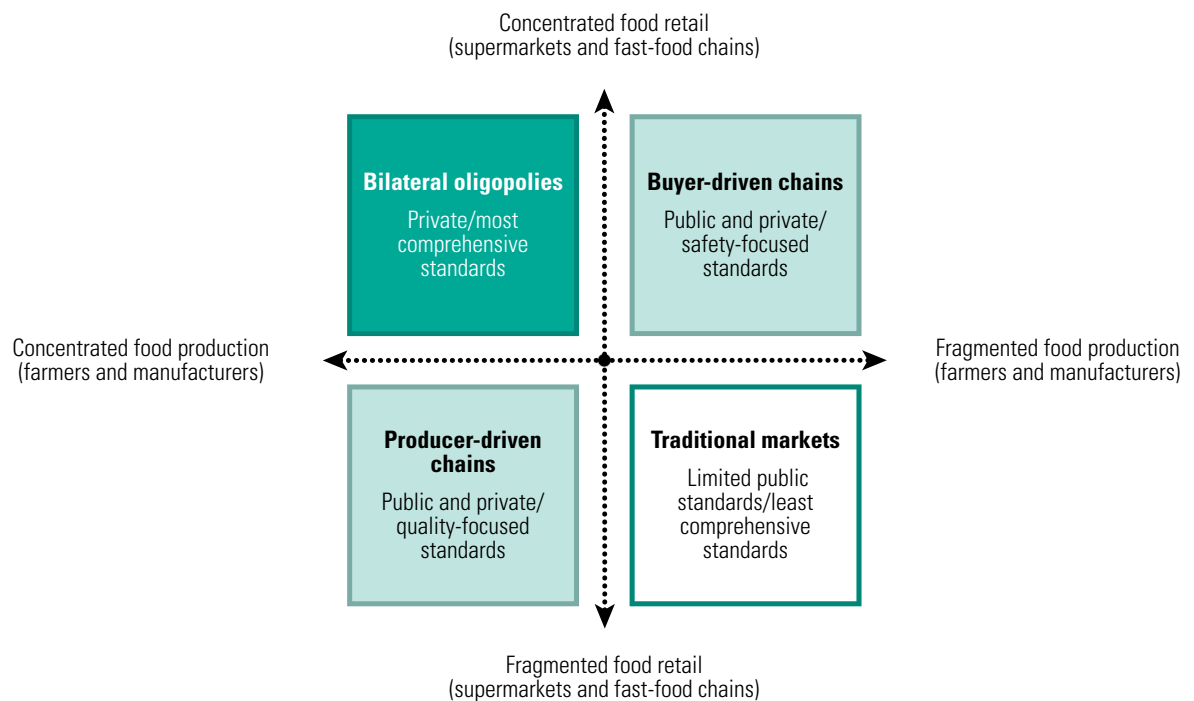 Concentrated food retail
(supermarkets and fast-food chains)
Bilateral oligopolies
Private/most
comprehensive
standards
Buyer-driven chains
Public and private/
safety-focused
standards
Concentrated food production
(farmers and manufacturers)
Fragmented food production
(farmers and manufacturers)
Producer-driven
chains
Public and private/
quality-focused
standards
Traditional markets
Limited public
standards/least
comprehensive
standards
Fragmented food retail
(supermarkets and fast-food chains)